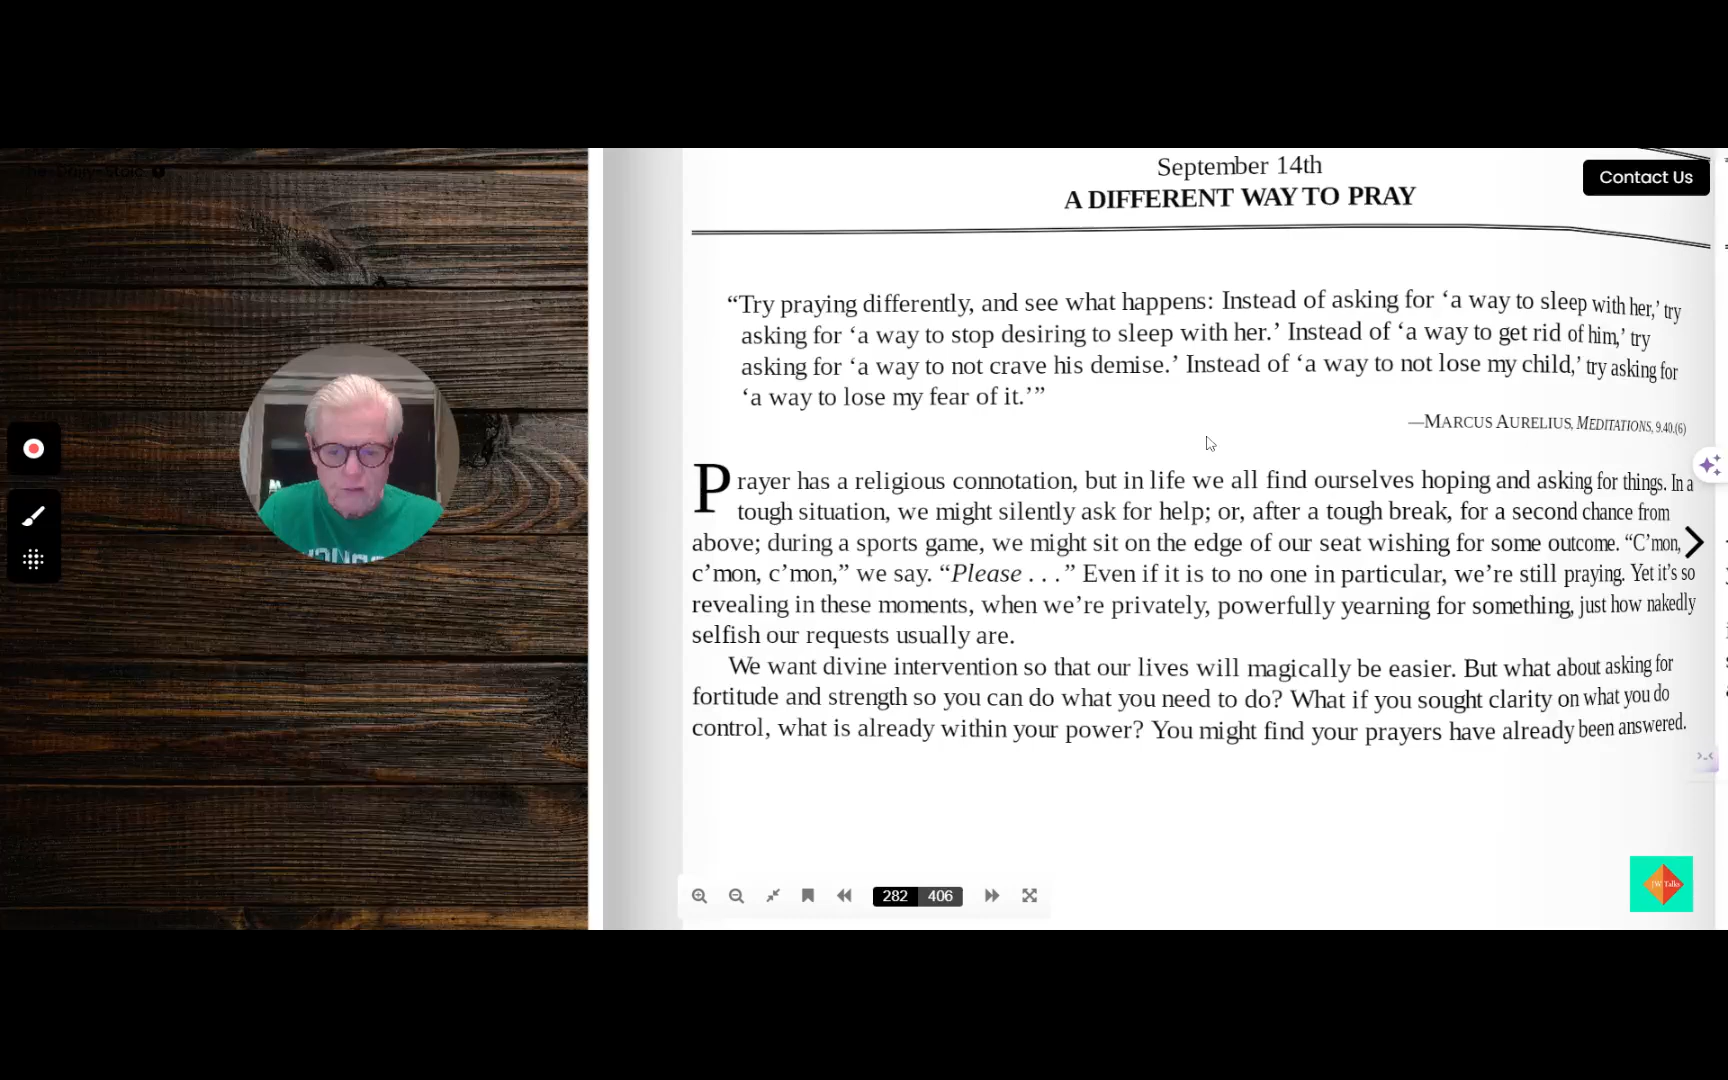 The Daily Stoic
September 14th
A DIFFERENT WAY TO PRAY
Contact Us
“Try praying differently, and see what happens: Instead of asking for ‘a way to sleep with her,’ try
asking for ‘a way to stop desiring to sleep with her.’ Instead of ‘a way to get rid of him,’ try
asking for ‘a way to not crave his demise.’ Instead of ‘a way to not lose my child,’ try asking for
‘a way to lose my fear of it.’”
—MARCUS AURELIUS, MEDITATIONS, 9.40.(6)
Prayer has a religious connotation, but in life we all find ourselves hoping and asking for things. In a
tough situation, we might silently ask for help; or, after a tough break, for a second chance from
above; during a sports game, we might sit on the edge of our seat wishing for some outcome. “C’mon,
c’mon, c’mon,” we say. “Please . . .” Even if it is to no one in particular, we’re still praying. Yet it’s so
revealing in these moments, when we’re privately, powerfully yearning for something, just how nakedly
selfish our requests usually are.
We want divine intervention so that our lives will magically be easier. But what about asking for
fortitude and strength so you can do what you need to do? What if you sought clarity on what you do
control, what is already within your power? You might find your prayers have already been answered.
282 406
JW Talks